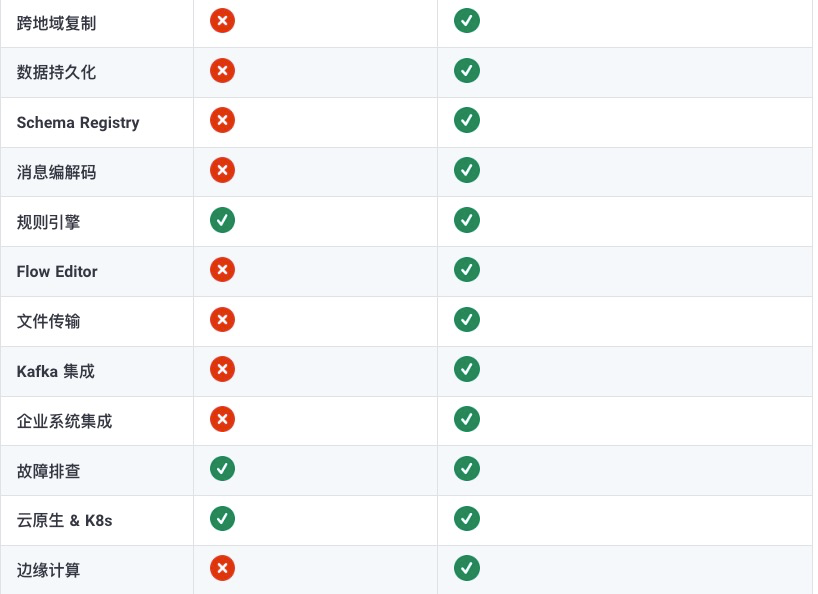 跨地域复制
数据持久化
Schema Registry
消息编解码
规则引擎
Flow Editor
文件传输
Kafka 集成
企业系统集成
故障排查
云原生 & K8s
边缘计算